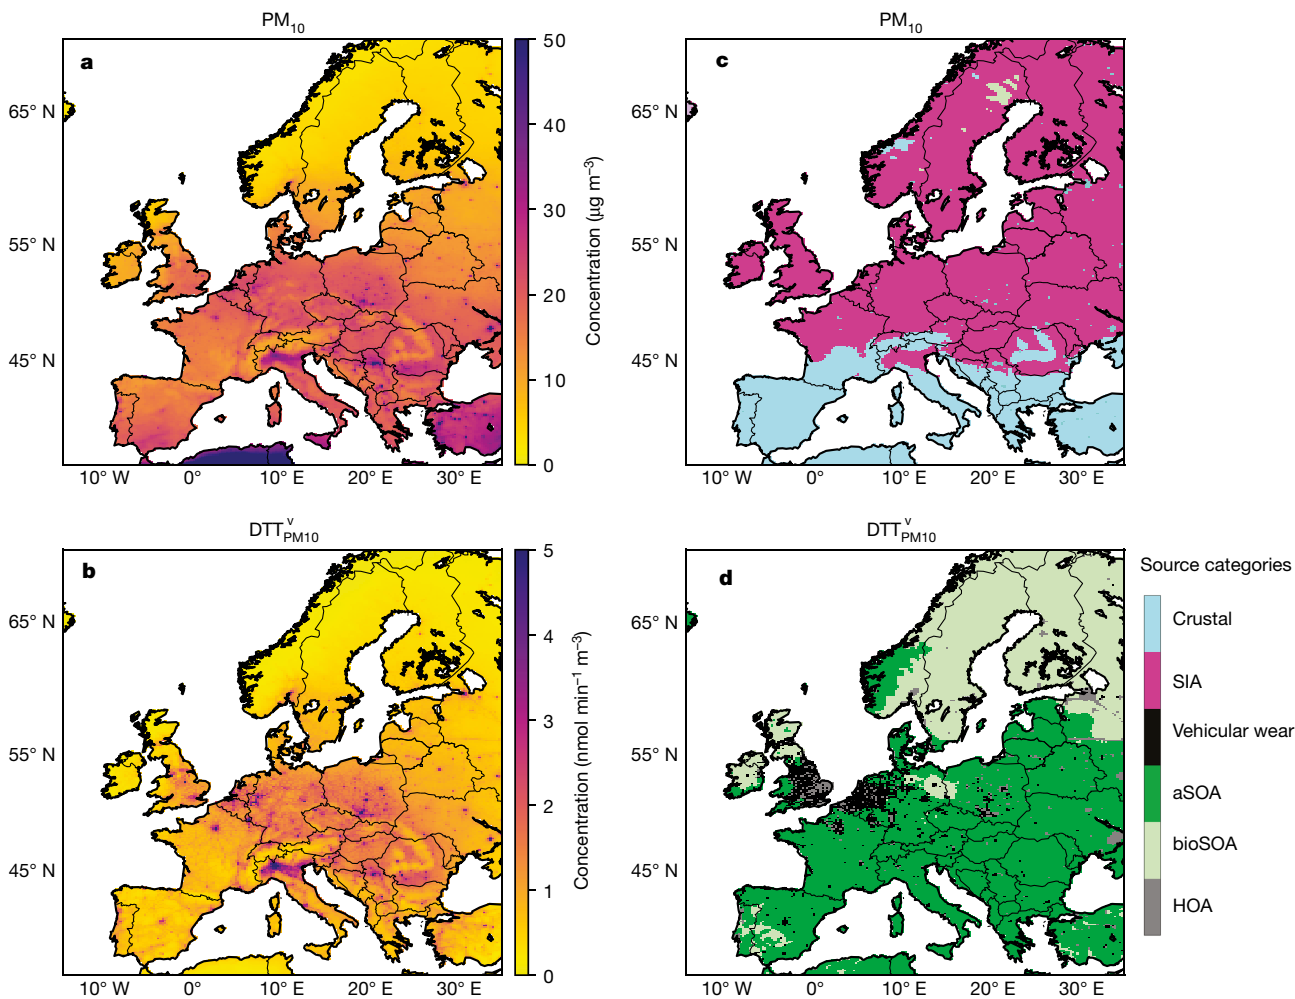 PM10
a
65° N
55° N
45° N
10° W 0° 10° E 20° E 30° E
50
40
30
20
10
0
Concentration (µg m−3)
PM10
c
65° N
55° N
45° N
10° W 0° 10° E 20° E 30° E
DTTvPM10
b
65° N
55° N
45° N
10° W 0° 10° E 20° E 30° E
5
4
3
2
1
0
Concentration (nmol min−1 m−3)
DTTvPM10
d
65° N
55° N
45° N
10° W 0° 10° E 20° E 30° E
Source categories
Crustal
SIA
Vehicular wear
aSOA
bioSOA
HOA